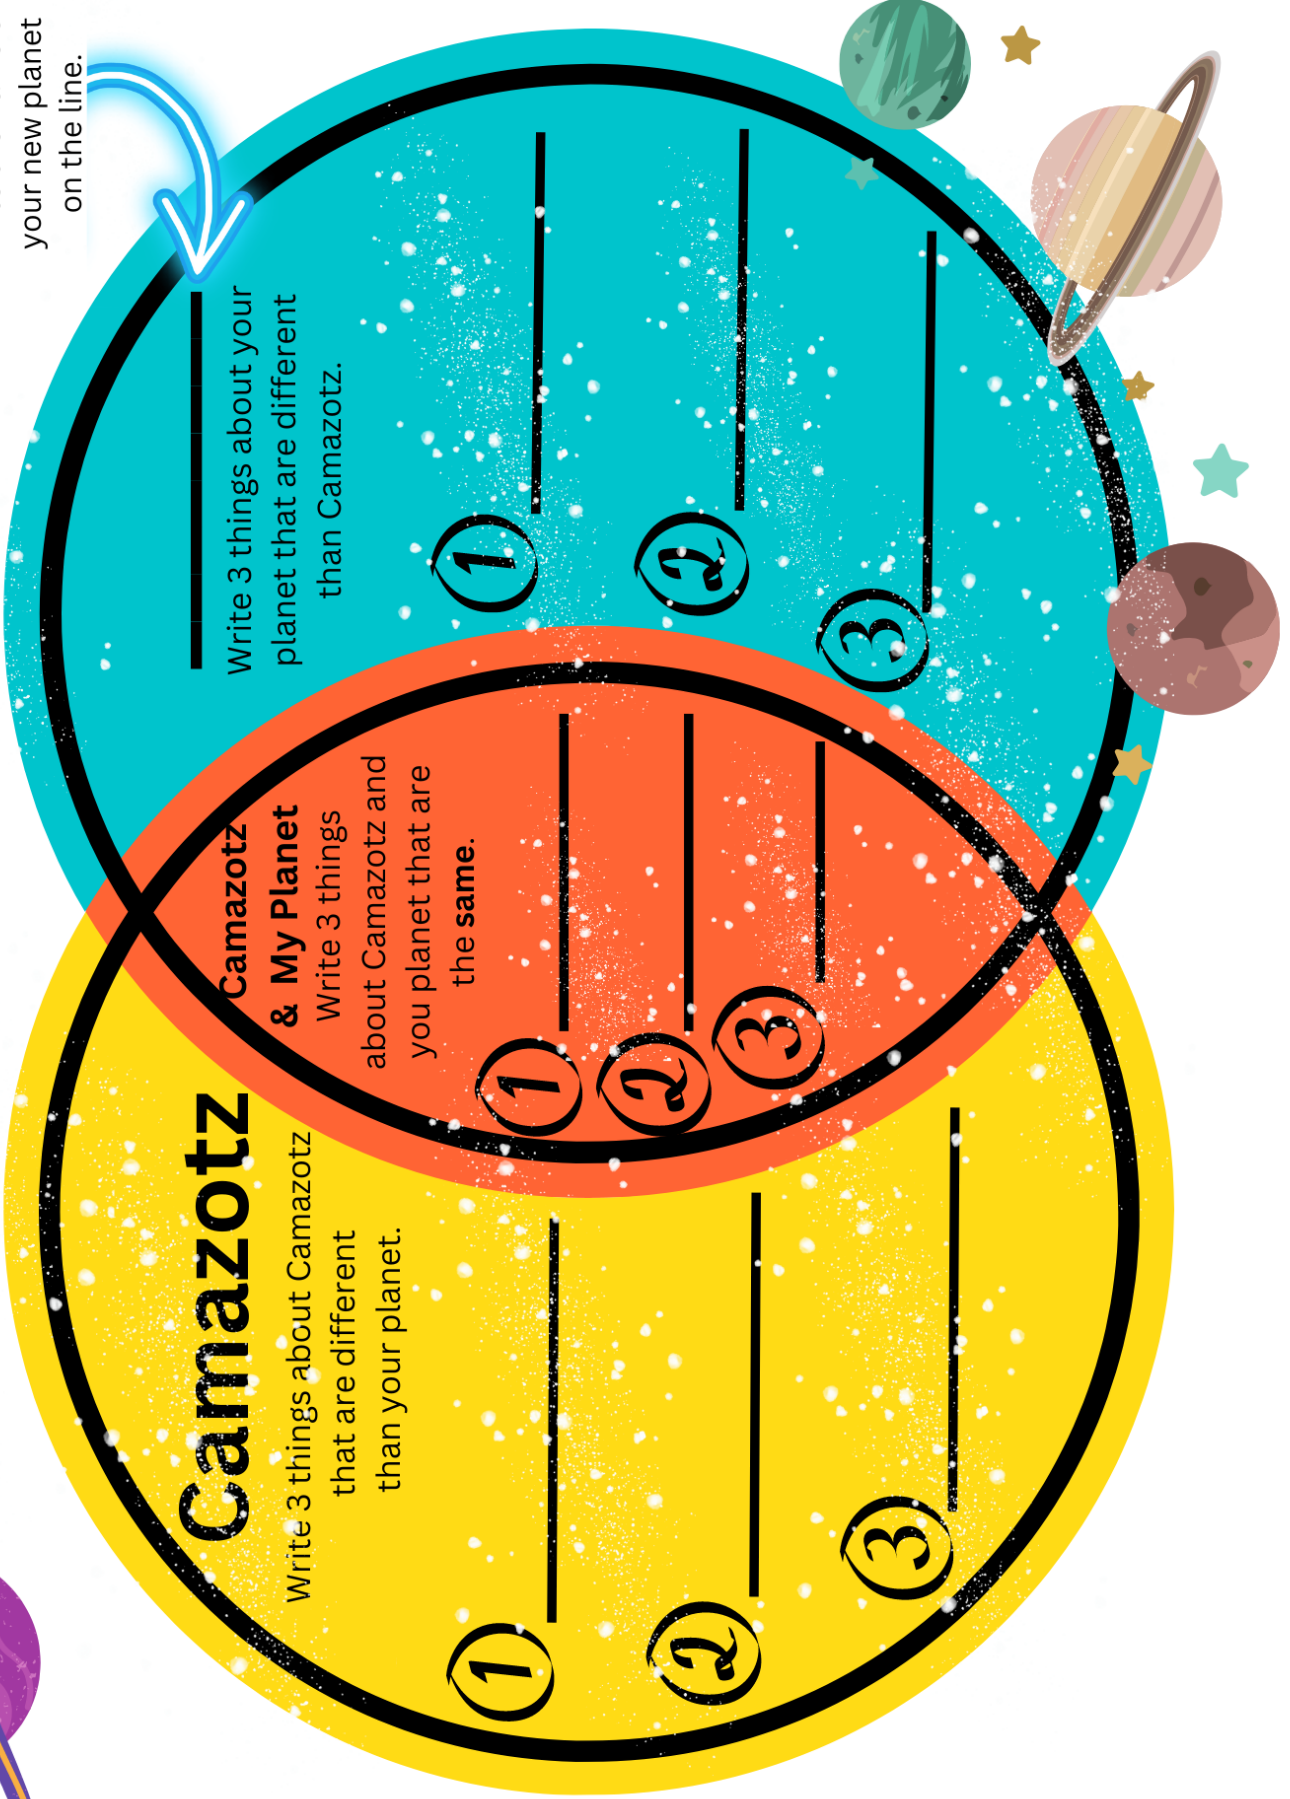 your new planet
on the line.
Camazotz
Write 3 things about Camazotz
that are different
than your planet.
1
2
3
Camazotz
& My Planet
Write 3 things
about Camazotz and
you planet that are
the same.
1
2
3
Write 3 things about your
planet that are different
than Camazotz.
1
2
3